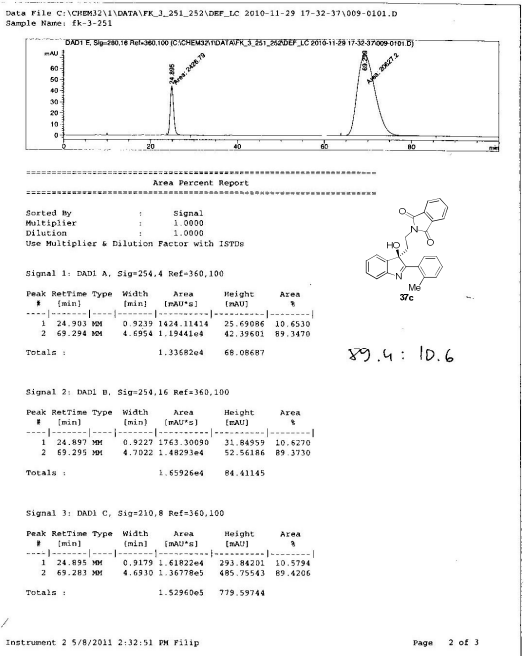 Data File C:\CHEM32\1\DATA\FK_3_251_252\DEF_LC 2010-11-29 17-32-37\009-0101.D
Sample Name: fk-3-251
DAD1 E, Sig=280,16 Ref=360,100 (C:\CHEM32\1\DATA\FK_3_251_252\DEF_LC 2010-11-29 17-32-37\009-0101.D)
mAU
60
50
40
30
20
10
0
24.895
Area: 2426.79
Area: 20627.2
0 20 40 60 80 min
=====================================================================
Area Percent Report
=====================================================================
Sorted By : Signal
Multiplier : 1.0000
Dilution : 1.0000
Use Multiplier & Dilution Factor with ISTDs
O
N
O
HO
N
Me
37c
Signal 1: DAD1 A, Sig=254,4 Ref=360,100
Peak RetTime Type Width Area Height Area
# [min] [min] [mAU*s] [mAU] %
----|-------|----|-------|----------|----------|--------|
1 24.903 MM 0.9239 1424.11414 25.69086 10.6530
2 69.294 MM 4.6954 1.19441e4 42.39601 89.3470
Totals : 1.33682e4 68.08687
89.4 : 10.6
Signal 2: DAD1 B, Sig=254,16 Ref=360,100
Peak RetTime Type Width Area Height Area
# [min] [min] [mAU*s] [mAU] %
----|-------|----|-------|----------|----------|--------|
1 24.897 MM 0.9227 1763.30090 31.84959 10.6270
2 69.295 MM 4.7022 1.48293e4 52.56186 89.3730
Totals : 1.65926e4 84.41145
Signal 3: DAD1 C, Sig=210,8 Ref=360,100
Peak RetTime Type Width Area Height Area
# [min] [min] [mAU*s] [mAU] %
----|-------|----|-------|----------|----------|--------|
1 24.895 MM 0.9179 1.61822e4 293.84201 10.5794
2 69.283 MM 4.6930 1.36778e5 485.75543 89.4206
Totals : 1.52960e5 779.59744
Instrument 2 5/8/2011 2:32:51 PM Filip Page 2 of 3